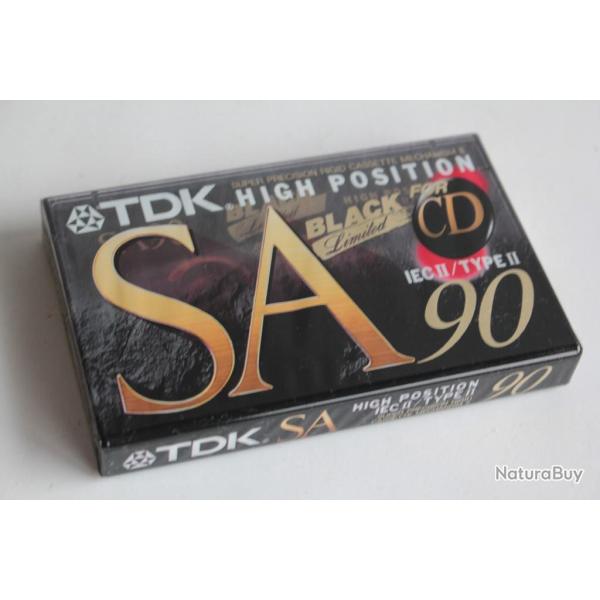 SUPER PRECISION RIGID CASSETTE MECHANISM
TDK® HIGH POSITION
BLACK
Limited
FOR
CD
IEC II / TYPE II
SA 90
TDK® SA HIGH POSITION
IEC II / TYPE II
90
NaturaBuy